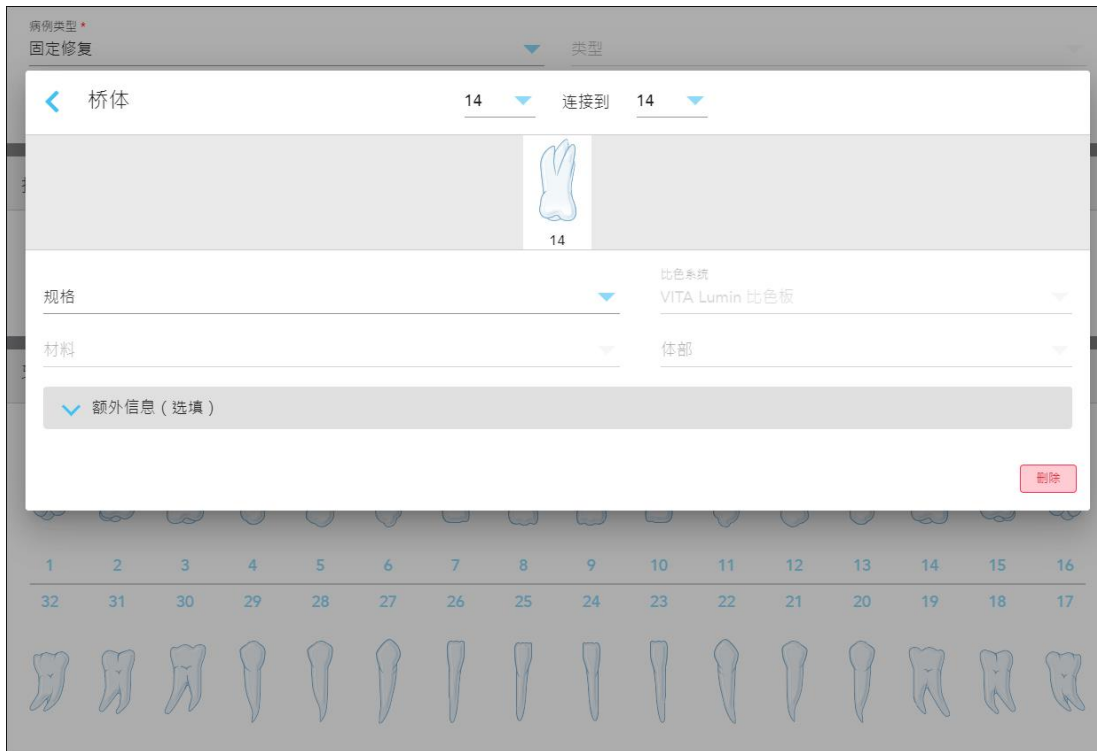 病例类型 *
固定修复 类型
桥体 14 连接到 14
14
比色系统
规格 VITA Lumin 比色板
材料 体部
额外信息（选填）
删除
1 2 3 4 5 6 7 8 9 10 11 12 13 14 15 16
32 31 30 29 28 27 26 25 24 23 22 21 20 19 18 17